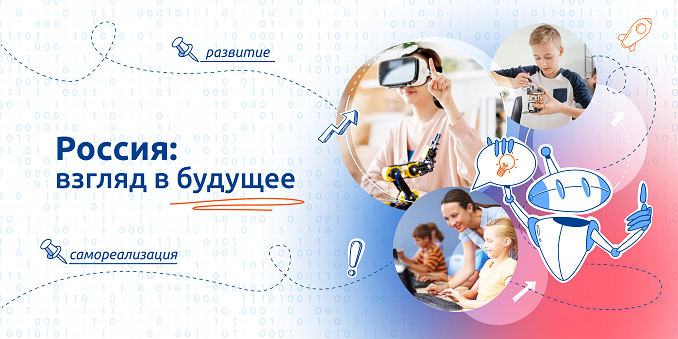 развитие
Россия:
взгляд в будущее
самореализация